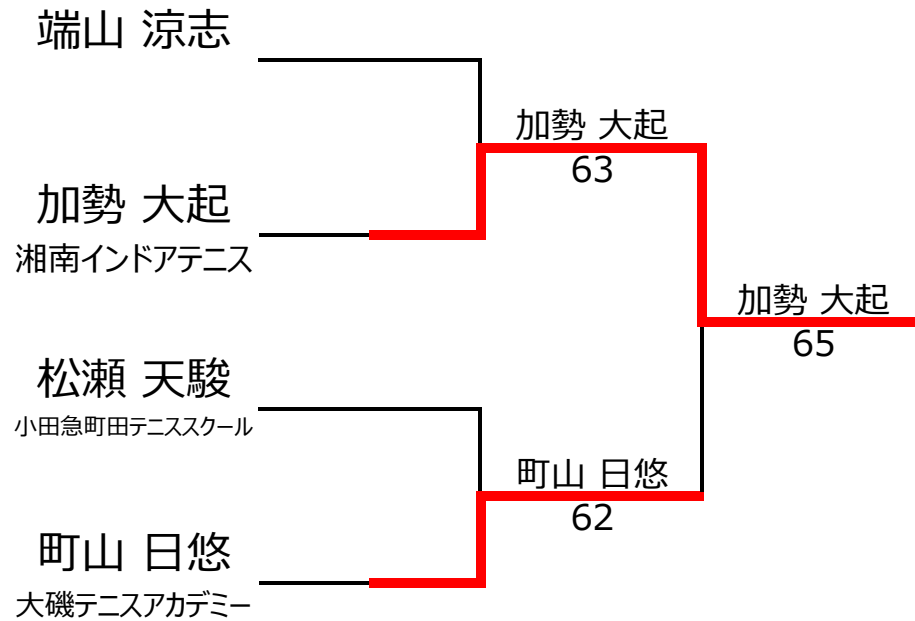 端山 涼志
加勢 大起
63
加勢 大起
湘南インドアテニス
加勢 大起
65
松瀬 天駿
小田急町田テニススクール
町山 日悠
62
町山 日悠
大磯テニスアカデミー